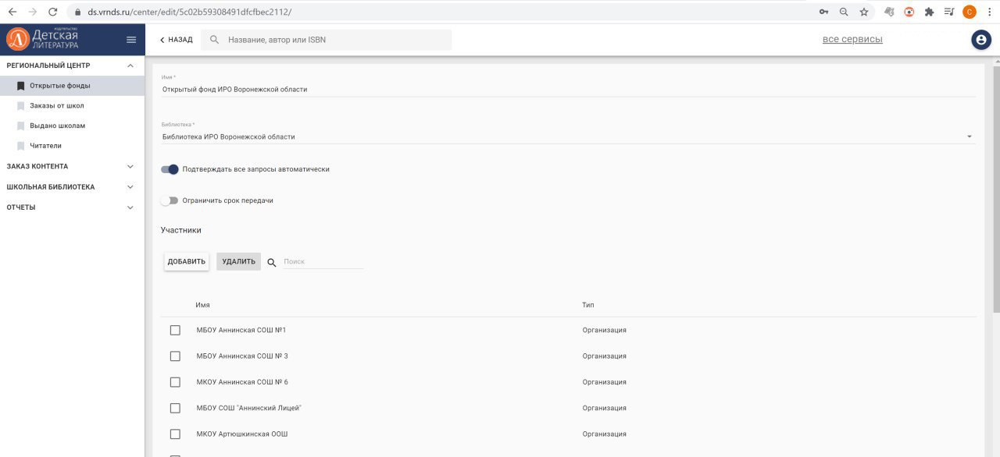 ds.vrnds.ru/center/edit/5c02b59308491dfcfbec2112/
С
издательство
Детская
ЛИТЕРАТУРА
НАЗАД
Название, автор или ISBN
все сервисы
РЕГИОНАЛЬНЫЙ ЦЕНТР
Открытые фонды
Заказы от школ
Выдано школам
Читатели
ЗАКАЗ КОНТЕНТА
ШКОЛЬНАЯ БИБЛИОТЕКА
ОТЧЕТЫ
Имя *
Открытый фонд ИРО Воронежской области
Библиотека *
Библиотека ИРО Воронежской области
Подтверждать все запросы автоматически
Ограничить срок передачи
Участники
ДОБАВИТЬ УДАЛИТЬ Поиск
Имя Тип
МБОУ Аннинская СОШ №1 Организация
МБОУ Аннинская СОШ № 3 Организация
МКОУ Аннинская СОШ № 6 Организация
МБОУ СОШ "Аннинский Лицей" Организация
МКОУ Артюшкинская ООШ Организация